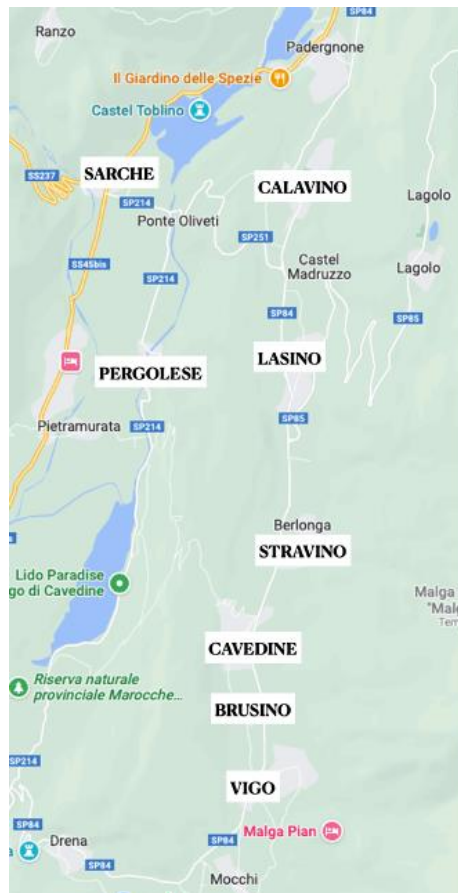 SP84
Ranzo
Padergnone
Il Giardino delle Spezie
Castel Toblino
SARCHE
SS237
CALAVINO
SP214
Lagolo
Ponte Oliveti
SP251
Castel
Madruzzo
SS45bis
Lagolo
SP214
SP84
SP85
LASINO
PERGOLESE
Pietramurata
SP214
SP85
Berlonga
STRAVINO
Lido Paradise
go di Cavedine
Malga
"Malg
Tem
CAVEDINE
Riserva naturale
provinciale Marocche...
BRUSINO
SP214
VIGO
SP84
Malga Pian
SP84
Drena
a
SP84
Mocchi